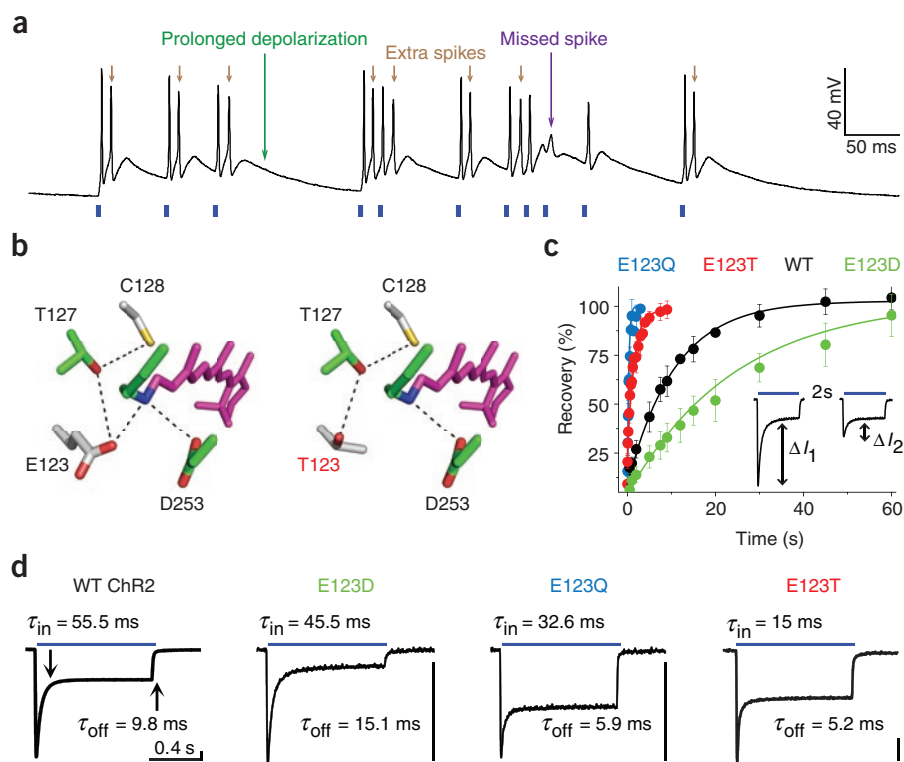 a
Prolonged depolarization
Extra spikes
Missed spike
40 mV
50 ms
b
C128
T127
E123
D253
C128
T127
T123
D253
c
E123Q E123T WT E123D
Recovery (%)
100
75
50
25
2s
ΔI1
ΔI2
0 20 40 60
Time (s)
d
WT ChR2
τin = 55.5 ms
τoff = 9.8 ms
0.4 s
E123D
τin = 45.5 ms
τoff = 15.1 ms
E123Q
τin = 32.6 ms
τoff = 5.9 ms
E123T
τin = 15 ms
τoff = 5.2 ms